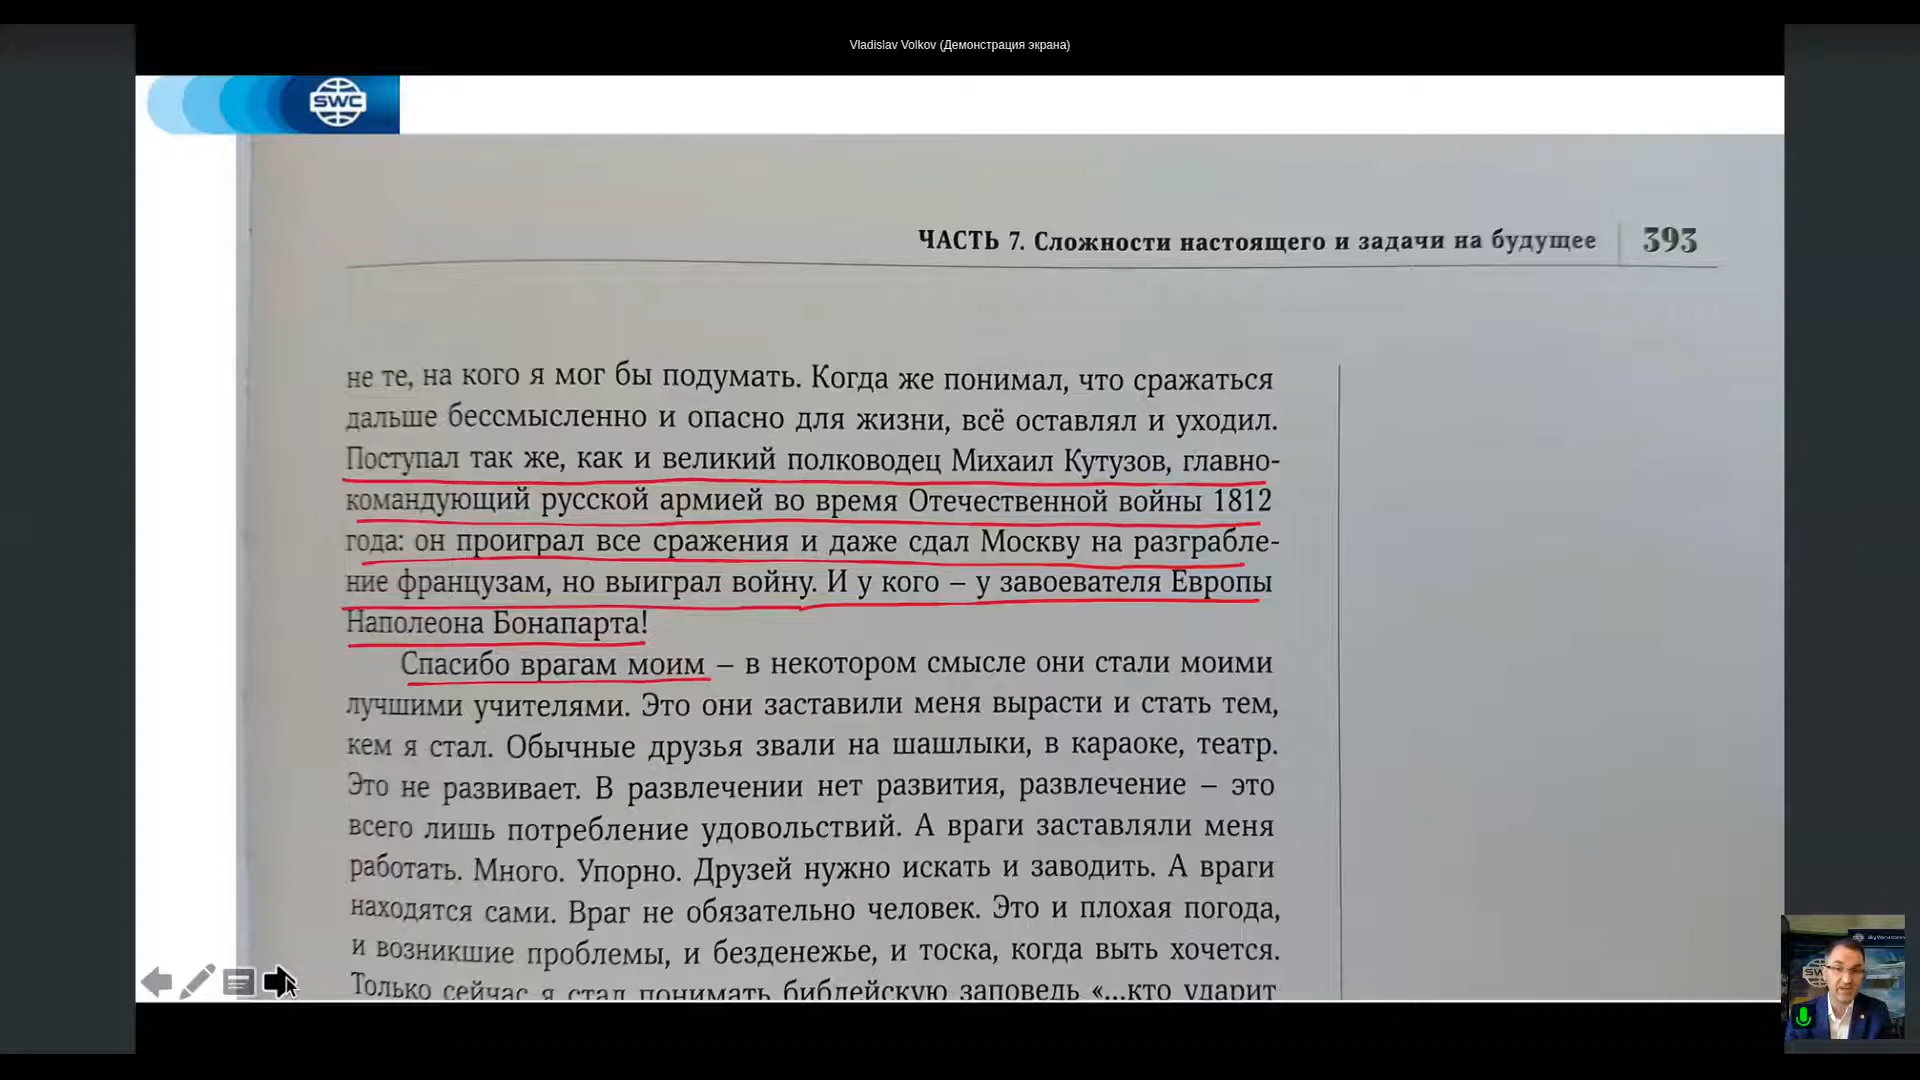 Vladislav Volkov (Демонстрация экрана)
SWC
ЧАСТЬ 7. Сложности настоящего и задачи на будущее 393
не те, на кого я мог бы подумать. Когда же понимал, что сражаться
дальше бессмысленно и опасно для жизни, всё оставлял и уходил.
Поступал так же, как и великий полководец Михаил Кутузов, главно-
командующий русской армией во время Отечественной войны 1812
года: он проиграл все сражения и даже сдал Москву на разграбле-
ние французам, но выиграл войну. И у кого – у завоевателя Европы
Наполеона Бонапарта!
Спасибо врагам моим – в некотором смысле они стали моими
лучшими учителями. Это они заставили меня вырасти и стать тем,
кем я стал. Обычные друзья звали на шашлыки, в караоке, театр.
Это не развивает. В развлечении нет развития, развлечение – это
всего лишь потребление удовольствий. А враги заставляли меня
работать. Много. Упорно. Друзей нужно искать и заводить. А враги
находятся сами. Враг не обязательно человек. Это и плохая погода,
и возникшие проблемы, и безденежье, и тоска, когда выть хочется.
Только сейчас я стал понимать библейскую заповедь «...кто ударит